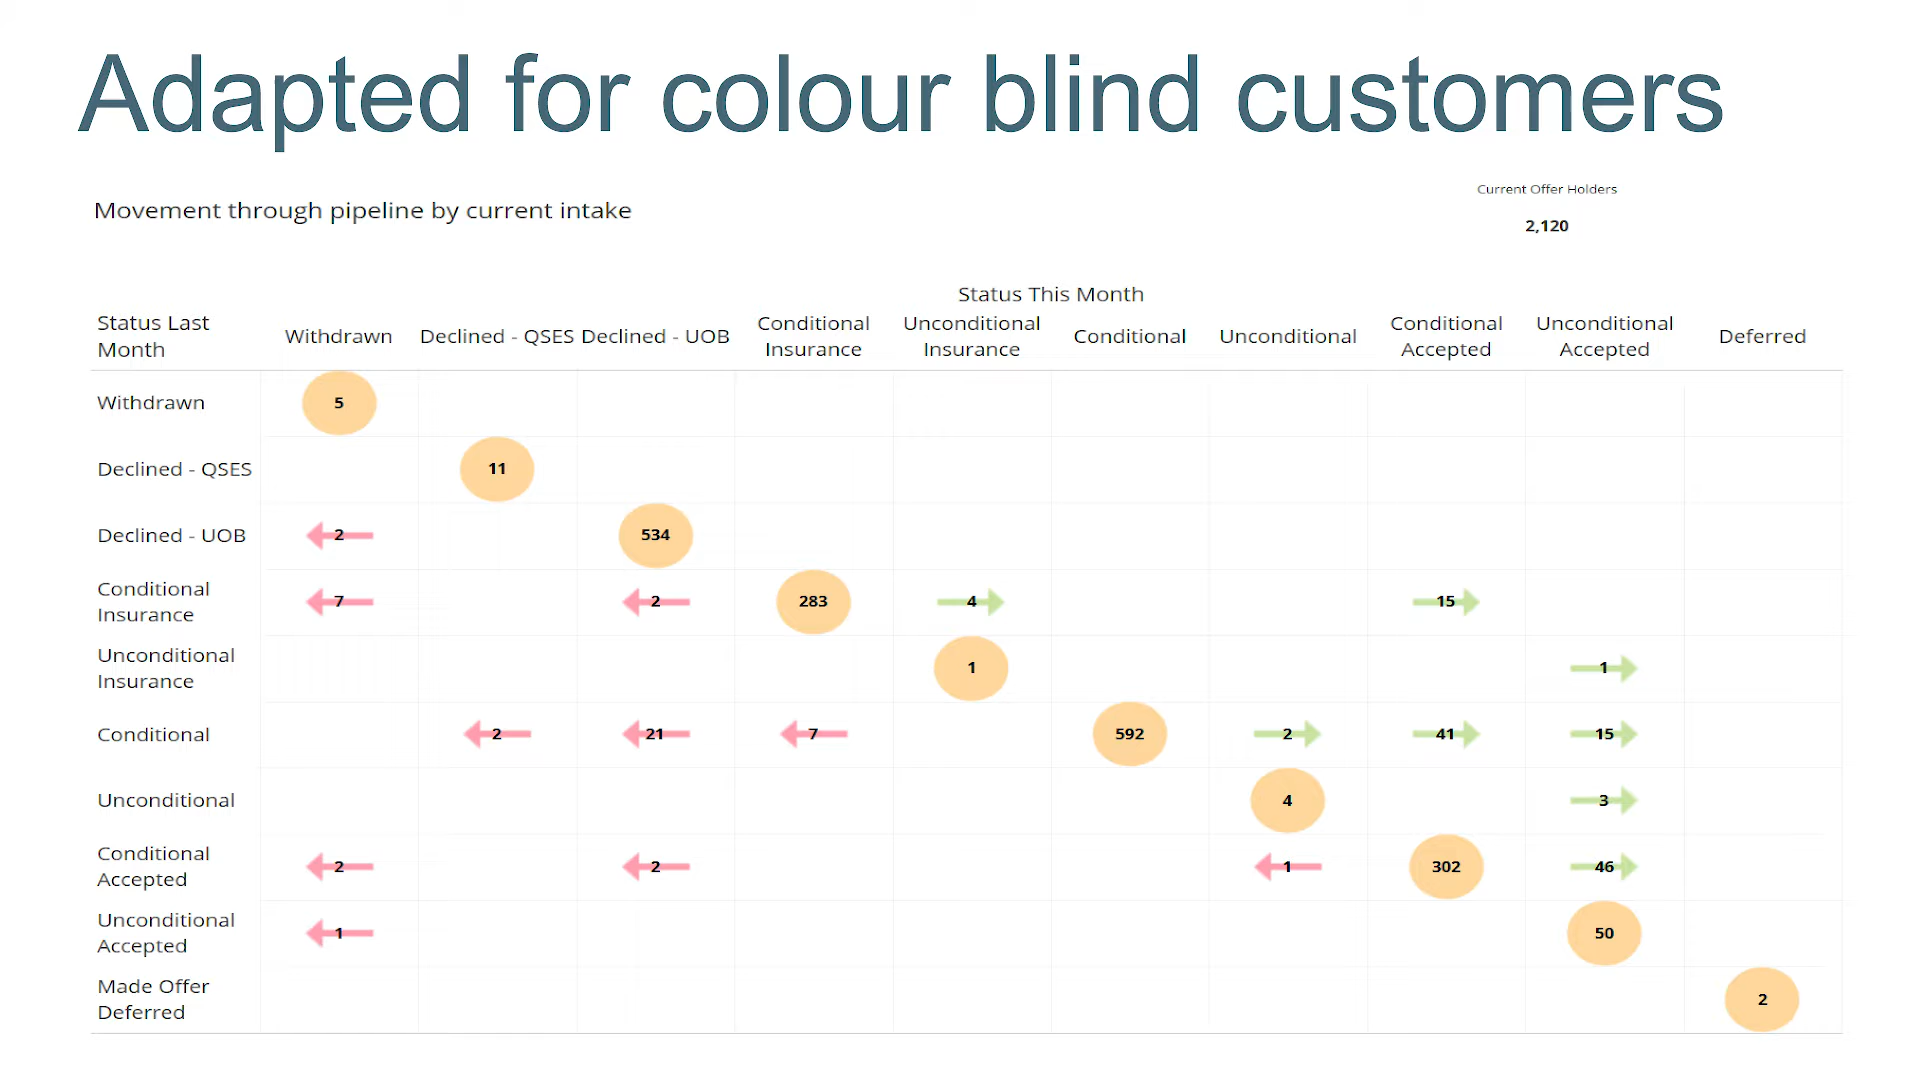 Adapted for colour blind customers
Current Offer Holders
Movement through pipeline by current intake
2,120
Status This Month
Status Last
Month
Withdrawn
Declined - QSES
Declined - UOB
Conditional
Insurance
Unconditional
Insurance
Conditional
Unconditional
Conditional
Accepted
Unconditional
Accepted
Deferred
Withdrawn
5
Declined - QSES
11
Declined - UOB
2
534
Conditional
Insurance
7
2
283
4
15
Unconditional
Insurance
1
1
Conditional
2
21
7
592
2
41
15
Unconditional
4
3
Conditional
Accepted
2
2
1
302
46
Unconditional
Accepted
1
50
Made Offer
Deferred
2